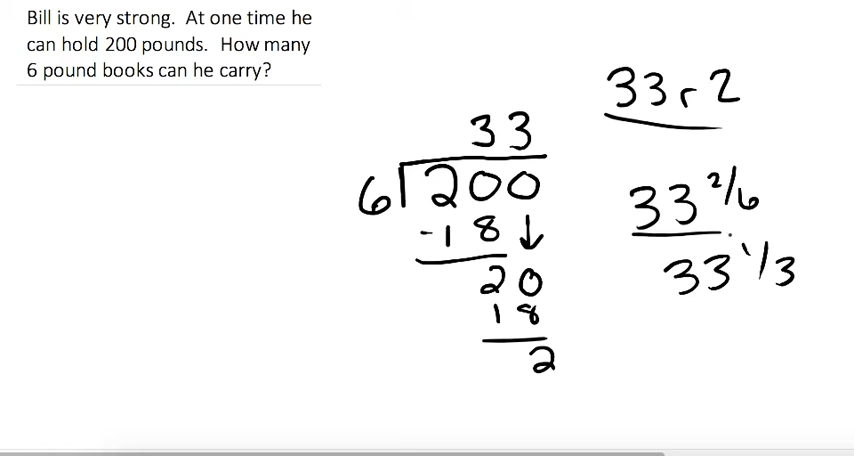 Bill is very strong. At one time he
can hold 200 pounds. How many
6 pound books can he carry?
33 r 2
33
6 200
33 2/6
-18↓
33 1/3
20
18
2